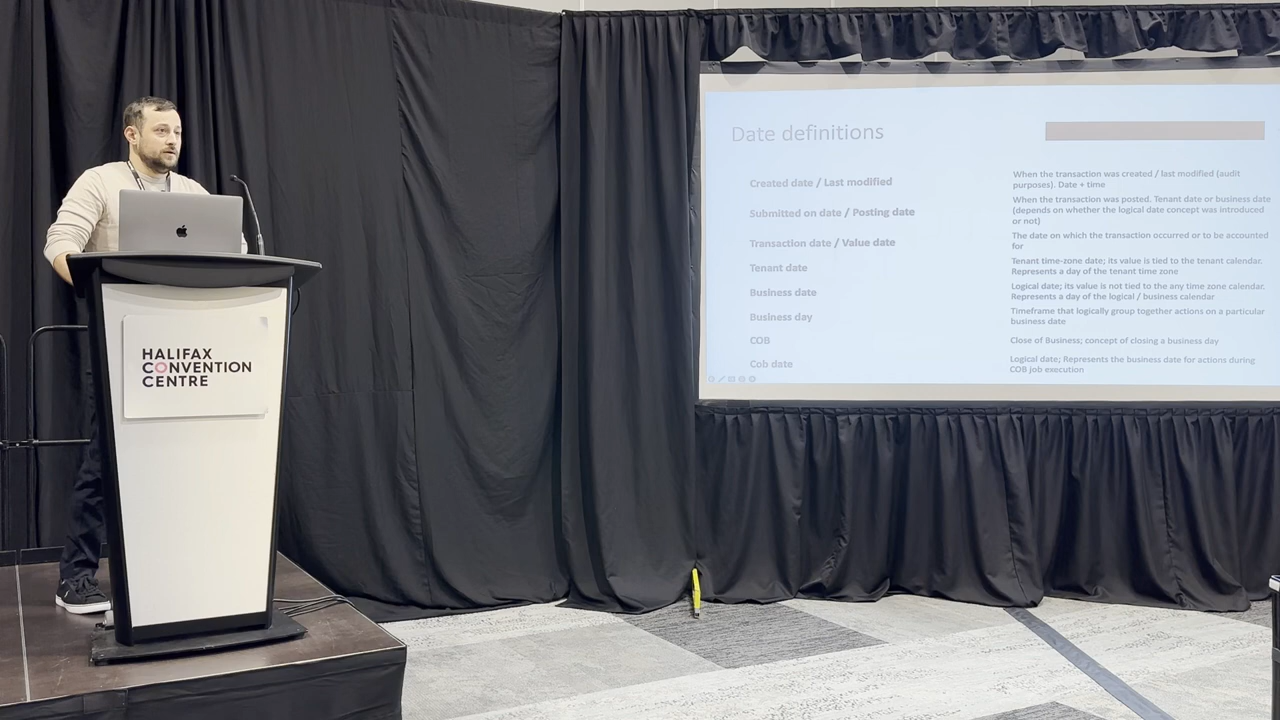 HALIFAX
CONVENTION
CENTRE
Date definitions
Created date / Last modified
When the transaction was created / last modified (audit
purposes). Date + time
Submitted on date / Posting date
When the transaction was posted. Tenant date or business date
(depends on whether the logical date concept was introduced
or not)
Transaction date / Value date
The date on which the transaction occurred or to be accounted
for
Tenant date
Tenant time-zone date; its value is tied to the tenant calendar.
Represents a day of the tenant time zone
Business date
Logical date; its value is not tied to the any time zone calendar.
Represents a day of the logical / business calendar
Business day
Timeframe that logically group together actions on a particular
business date
COB
Close of Business; concept of closing a business day
Cob date
Logical date; Represents the business date for actions during
COB job execution